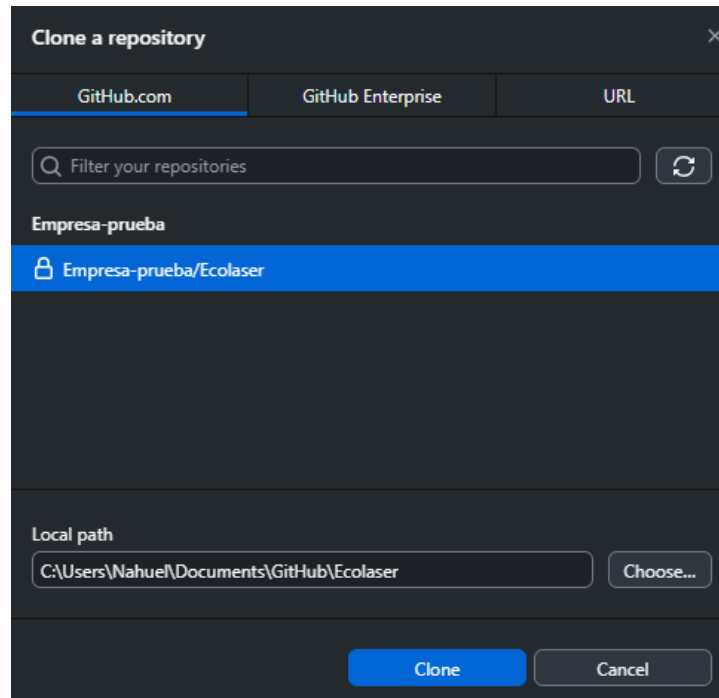 Clone a repository
GitHub.com GitHub Enterprise URL
Filter your repositories
Empresa-prueba
Empresa-prueba/Ecolaser
Local path
C:\Users\Nahuel\Documents\GitHub\Ecolaser Choose...
Clone Cancel